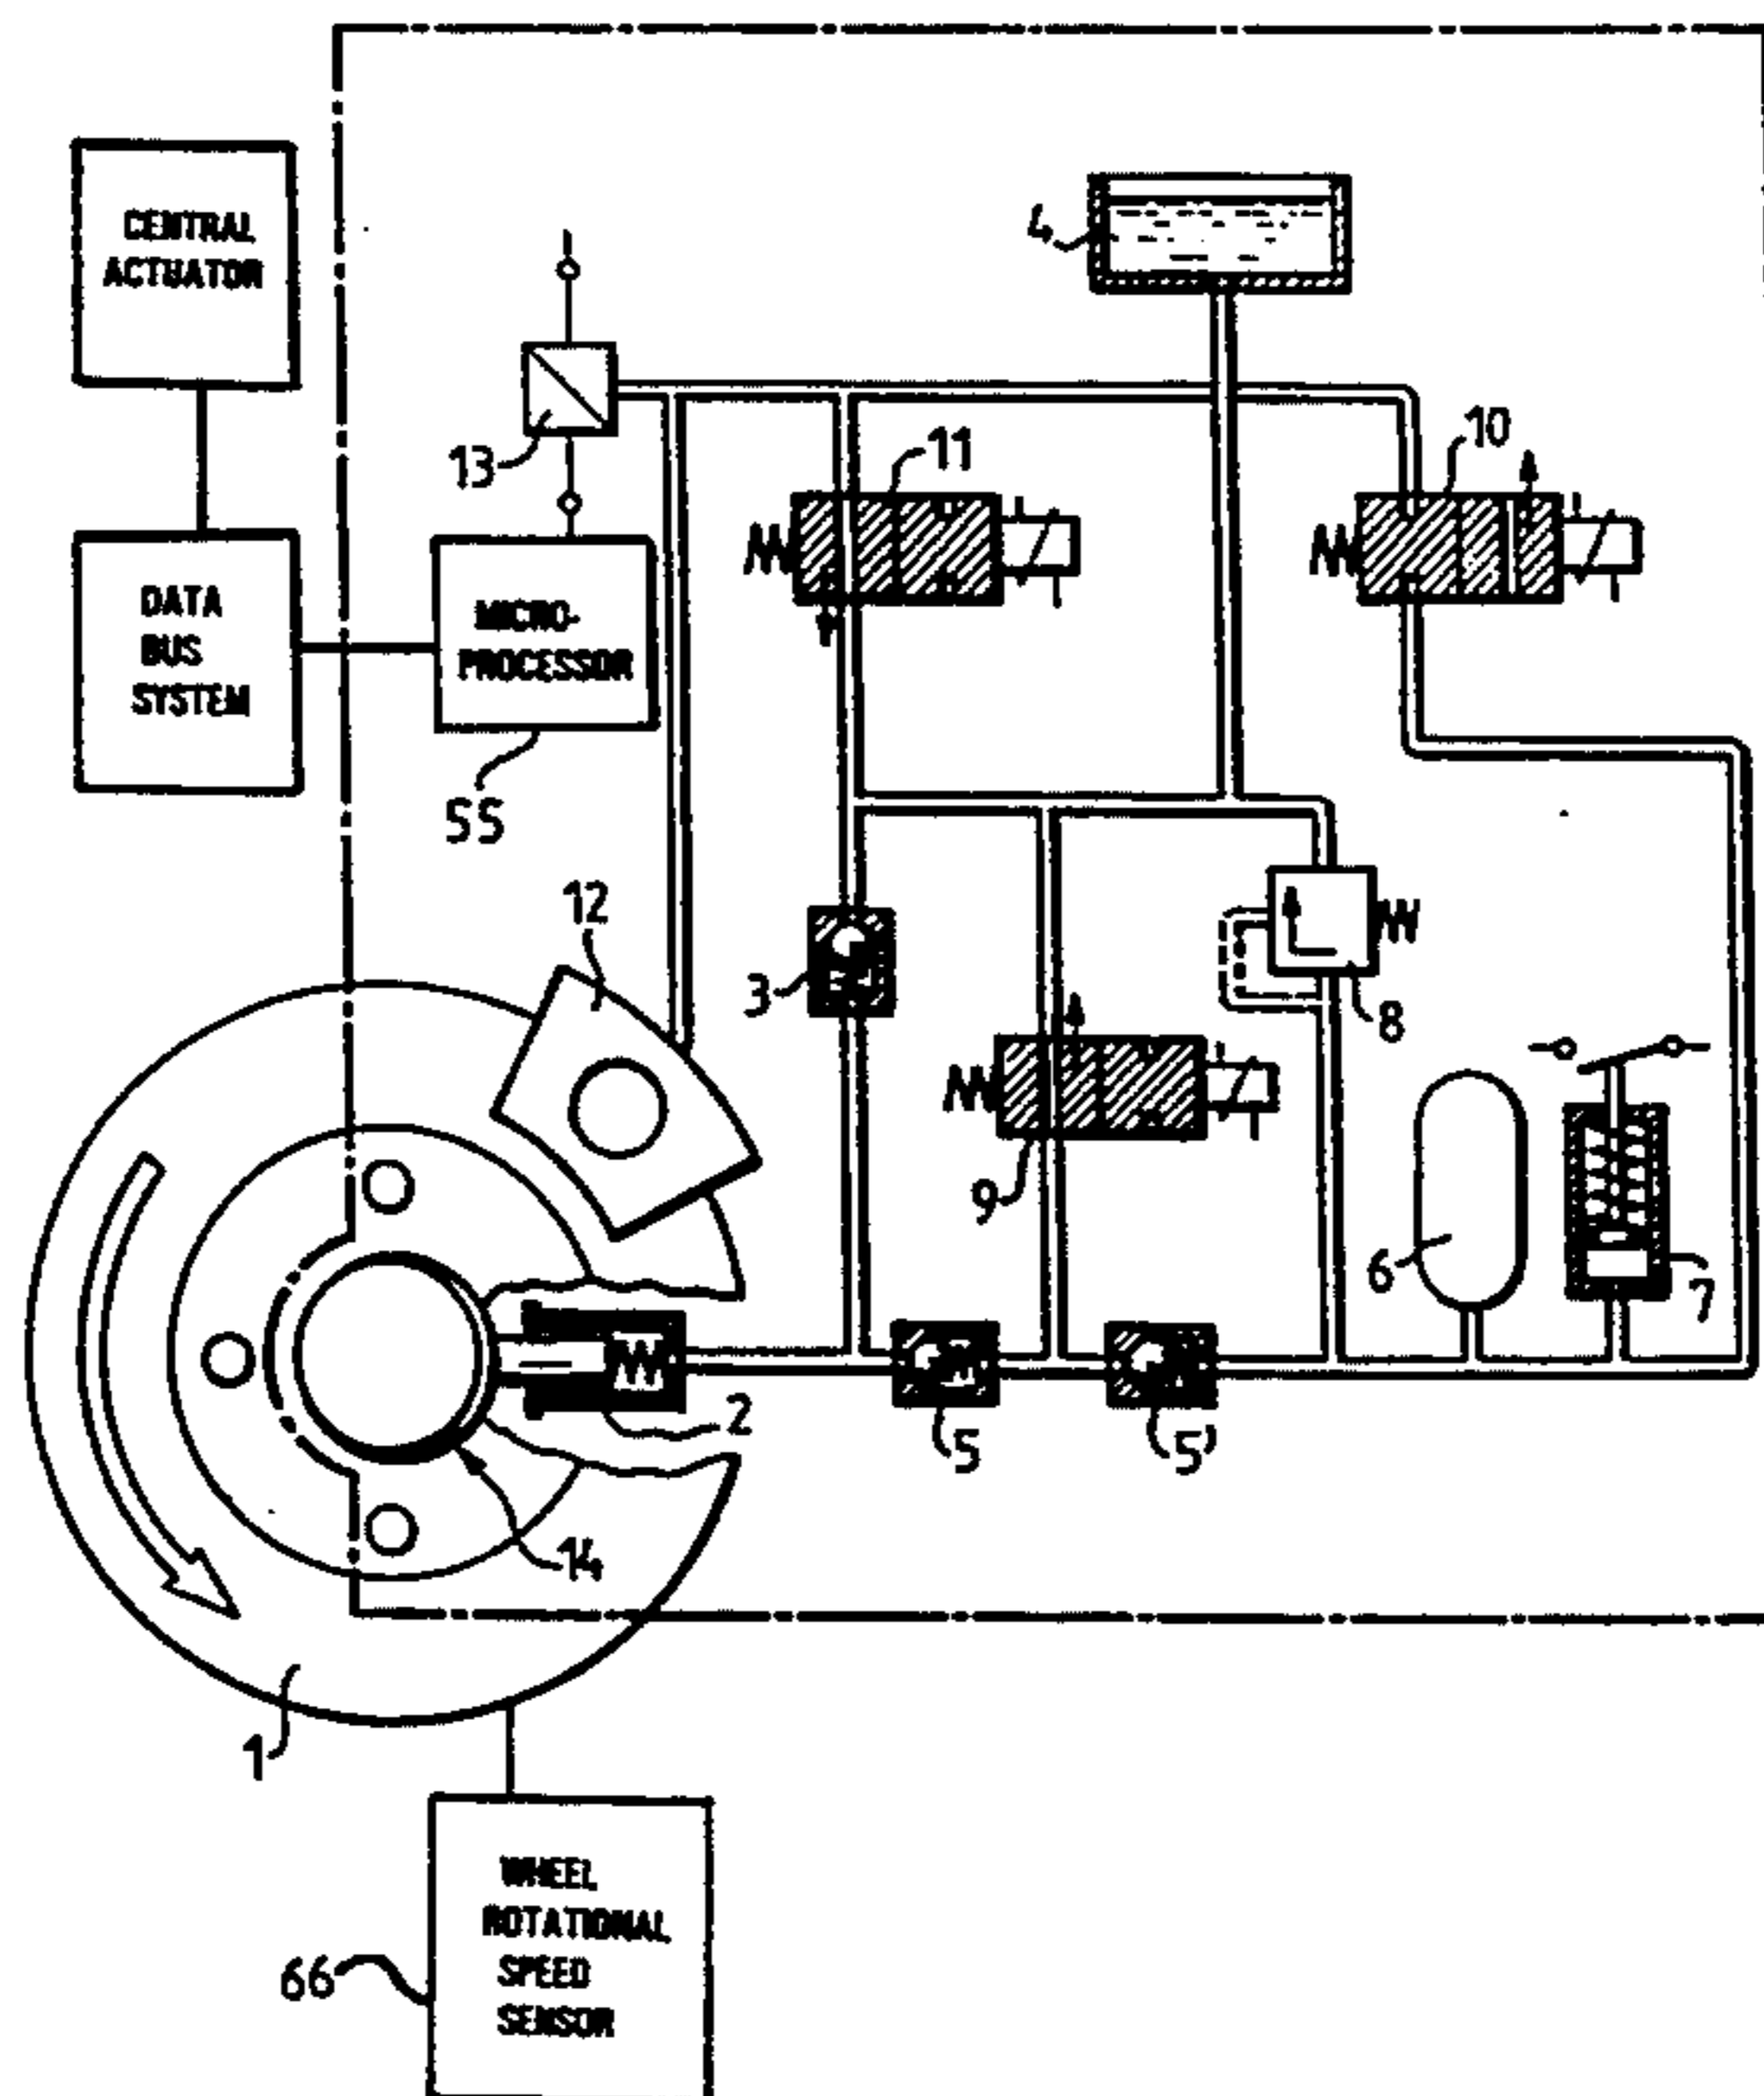 CENTRAL
ACTUATOR
4
10
11
13
DATA
BUS
SYSTEM
MICRO-
PROCESSOR
55
12
3
8
9
6
7
2
5
5'
14
1
WHEEL
ROTATIONAL
SPEED
SENSOR
66